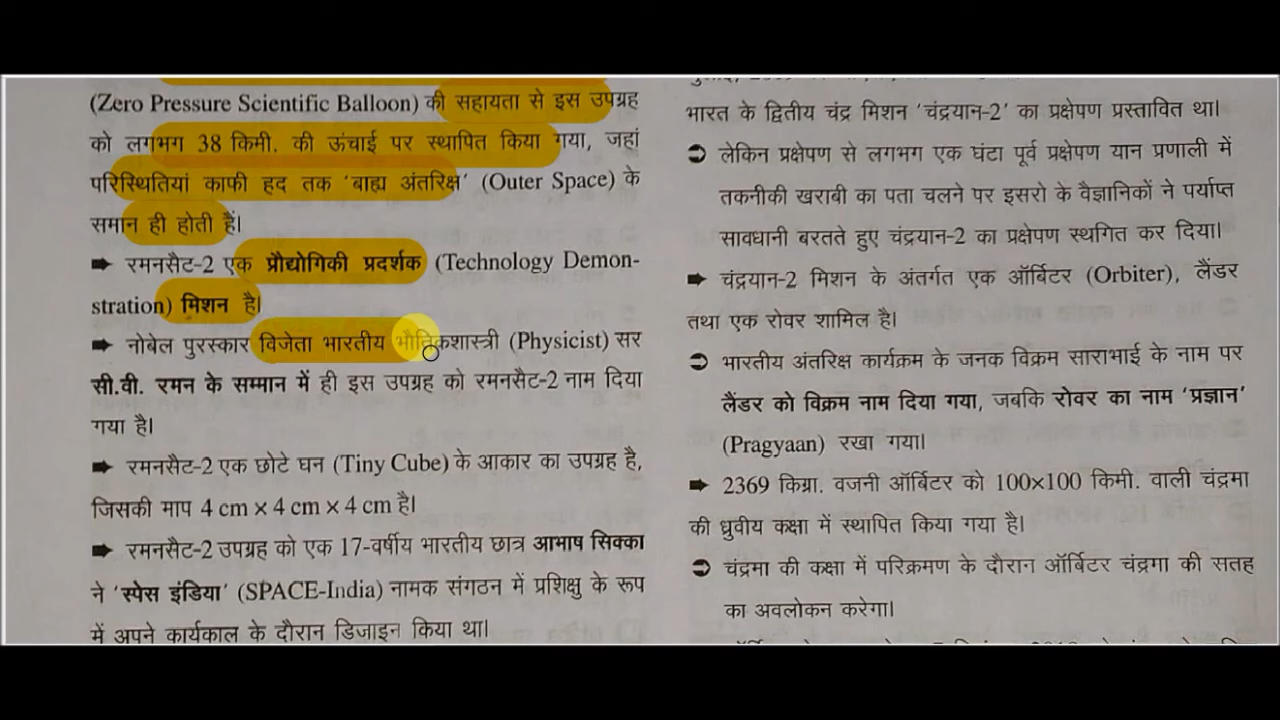 (Zero Pressure Scientific Balloon) की सहायता से इस उपग्रह
को लगभग 38 किमी. की ऊंचाई पर स्थापित किया गया, जहां
परिस्थितियां काफी हद तक ‘बाह्य अंतरिक्ष’ (Outer Space) के
समान ही होती हैं।
➡ रमनसैट-2 एक प्रौद्योगिकी प्रदर्शक (Technology Demon-
stration) मिशन है।
➡ नोबेल पुरस्कार विजेता भारतीय भौतिकशास्त्री (Physicist) सर
सी.वी. रमन के सम्मान में ही इस उपग्रह को रमनसैट-2 नाम दिया
गया है।
➡ रमनसैट-2 एक छोटे घन (Tiny Cube) के आकार का उपग्रह है,
जिसकी माप 4 cm × 4 cm × 4 cm है।
➡ रमनसैट-2 उपग्रह को एक 17-वर्षीय भारतीय छात्र आभाष सिक्का
ने ‘स्पेस इंडिया’ (SPACE-India) नामक संगठन में प्रशिक्षु के रूप
में अपने कार्यकाल के दौरान डिजाइन किया था।
भारत के द्वितीय चंद्र मिशन ‘चंद्रयान-2’ का प्रक्षेपण प्रस्तावित था।
➲ लेकिन प्रक्षेपण से लगभग एक घंटा पूर्व प्रक्षेपण यान प्रणाली में
तकनीकी खराबी का पता चलने पर इसरो के वैज्ञानिकों ने पर्याप्त
सावधानी बरतते हुए चंद्रयान-2 का प्रक्षेपण स्थगित कर दिया।
➡ चंद्रयान-2 मिशन के अंतर्गत एक ऑर्बिटर (Orbiter), लैंडर
तथा एक रोवर शामिल है।
➲ भारतीय अंतरिक्ष कार्यक्रम के जनक विक्रम साराभाई के नाम पर
लैंडर को विक्रम नाम दिया गया, जबकि रोवर का नाम ‘प्रज्ञान’
(Pragyaan) रखा गया।
➡ 2369 किग्रा. वजनी ऑर्बिटर को 100×100 किमी. वाली चंद्रमा
की ध्रुवीय कक्षा में स्थापित किया गया है।
➲ चंद्रमा की कक्षा में परिक्रमण के दौरान ऑर्बिटर चंद्रमा की सतह
का अवलोकन करेगा।